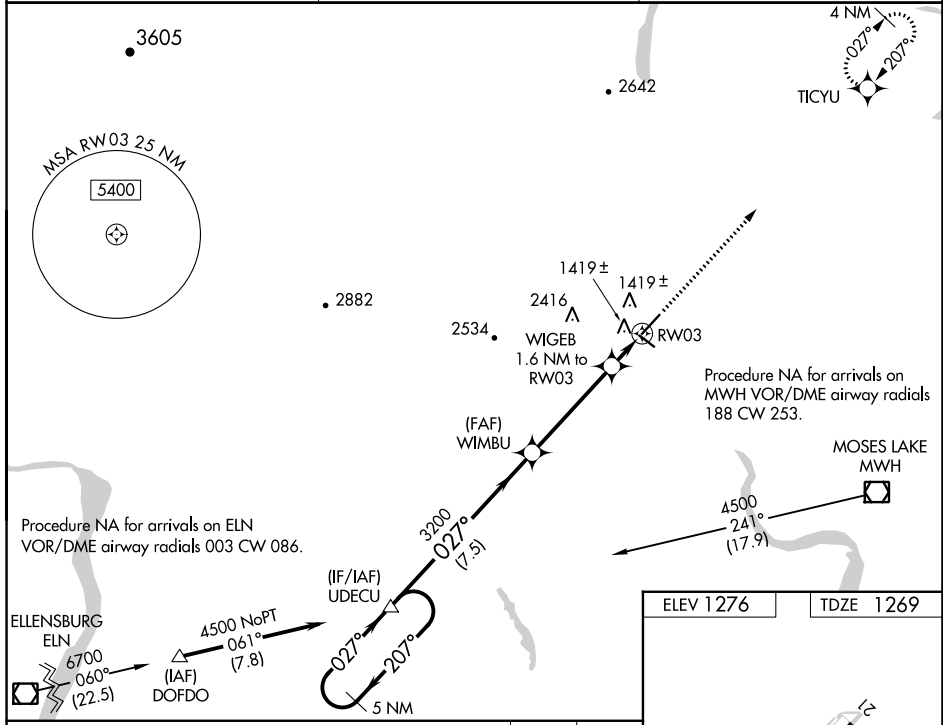 3605
2642
4 NM
027°
207°
TICYU
MSA RW03 25 NM
5400
2882
2534
2416
1419±
1419±
WIGEB
1.6 NM to
RW03
RW03
Procedure NA for arrivals on
MWH VOR/DME airway radials
188 CW 253.
(FAF)
WIMBU
MOSES LAKE
MWH
4500
241°
(17.9)
3200
027°
(7.5)
Procedure NA for arrivals on ELN
VOR/DME airway radials 003 CW 086.
(IF/IAF)
UDECU
ELLENSBURG
ELN
6700
060°
(22.5)
4500 NoPT
061°
(7.8)
(IAF)
DOFDO
027°
207°
5 NM
ELEV 1276
TDZE 1269
21